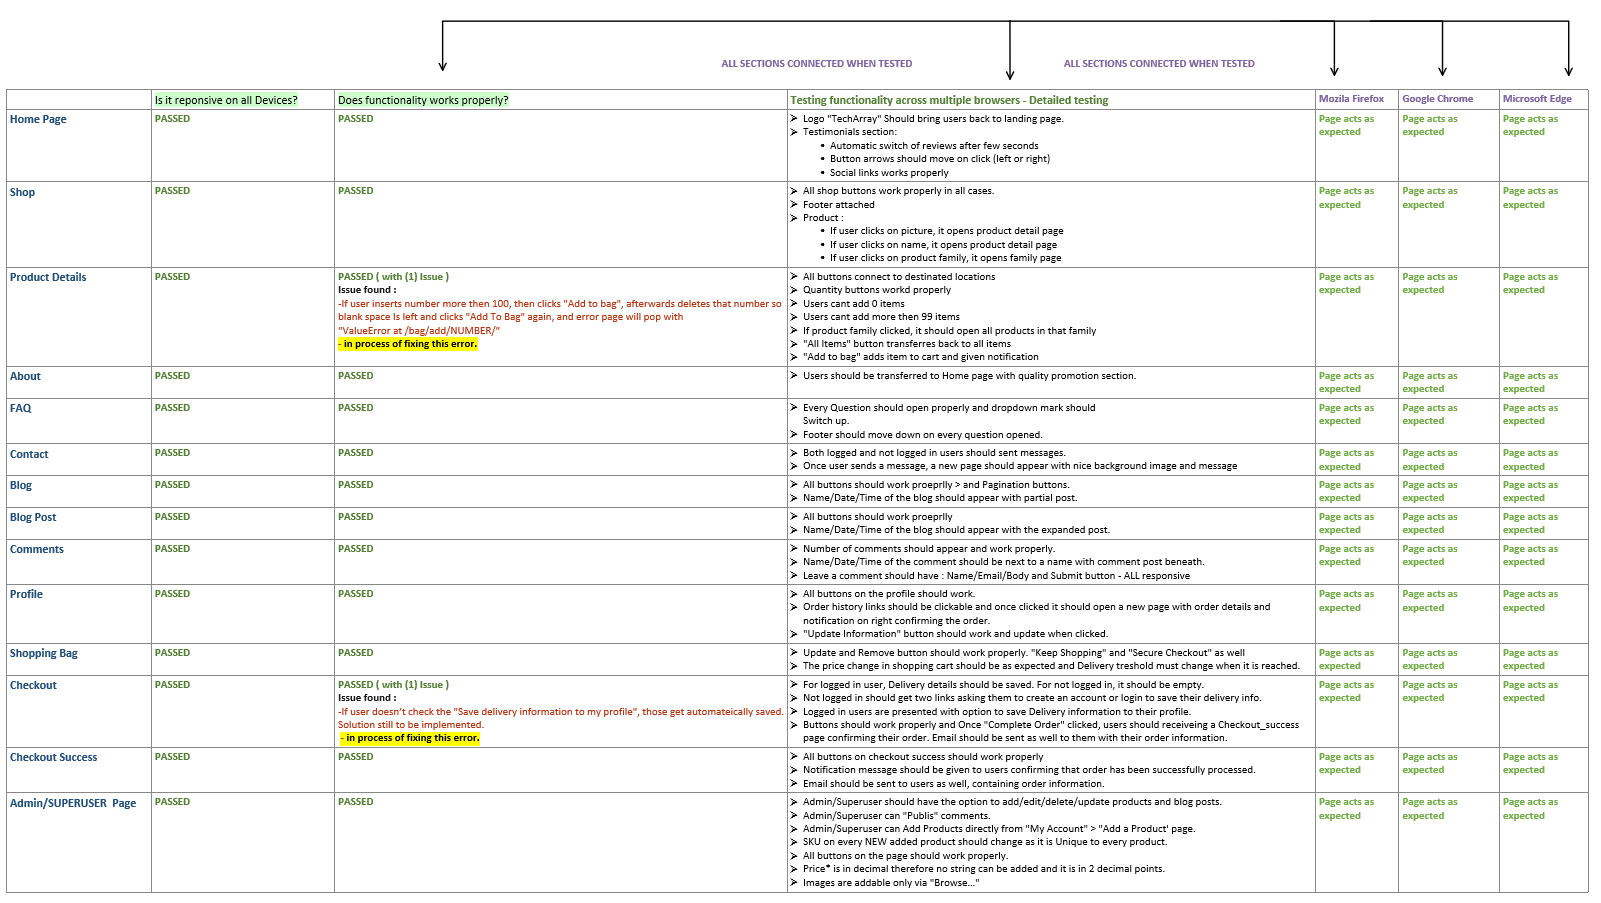 ALL SECTIONS CONNECTED WHEN TESTED
ALL SECTIONS CONNECTED WHEN TESTED
Is it reponsive on all Devices?
Does functionality works properly?
Testing functionality across multiple browsers - Detailed testing
Mozila Firefox
Google Chrome
Microsoft Edge
Home Page
PASSED
PASSED
➢ Logo "TechArray" Should bring users back to landing page.
➢ Testimonials section:
• Automatic switch of reviews after few seconds
• Button arrows should move on click (left or right)
• Social links works properly
Page acts as
expected
Page acts as
expected
Page acts as
expected
Shop
PASSED
PASSED
➢ All shop buttons work properly in all cases.
➢ Footer attached
➢ Product :
• If user clicks on picture, it opens product detail page
• If user clicks on name, it opens product detail page
• If user clicks on product family, it opens family page
Page acts as
expected
Page acts as
expected
Page acts as
expected
Product Details
PASSED
PASSED ( with (1) Issue )
Issue found :
-If user inserts number more then 100, then clicks "Add to bag", afterwards deletes that number so
blank space Is left and clicks "Add To Bag" again, and error page will pop with
"ValueError at /bag/add/NUMBER/"
- in process of fixing this error.
➢ All buttons connect to destinated locations
➢ Quantity buttons workd properly
➢ Users cant add 0 items
➢ Users cant add more then 99 items
➢ If product family clicked, it should open all products in that family
➢ "All Items" button transferres back to all items
➢ "Add to bag" adds item to cart and given notification
Page acts as
expected
Page acts as
expected
Page acts as
expected
About
PASSED
PASSED
➢ Users should be transferred to Home page with quality promotion section.
Page acts as
expected
Page acts as
expected
Page acts as
expected
FAQ
PASSED
PASSED
➢ Every Question should open properly and dropdown mark should
Switch up.
➢ Footer should move down on every question opened.
Page acts as
expected
Page acts as
expected
Page acts as
expected
Contact
PASSED
PASSED
➢ Both logged and not logged in users should sent messages.
➢ Once user sends a message, a new page should appear with nice background image and message
Page acts as
expected
Page acts as
expected
Page acts as
expected
Blog
PASSED
PASSED
➢ All buttons should work proeprlly > and Pagination buttons.
➢ Name/Date/Time of the blog should appear with partial post.
Page acts as
expected
Page acts as
expected
Page acts as
expected
Blog Post
PASSED
PASSED
➢ All buttons should work proeprlly
➢ Name/Date/Time of the blog should appear with the expanded post.
Page acts as
expected
Page acts as
expected
Page acts as
expected
Comments
PASSED
PASSED
➢ Number of comments should appear and work properly.
➢ Name/Date/Time of the comment should be next to a name with comment post beneath.
➢ Leave a comment should have : Name/Email/Body and Submit button - ALL responsive
Page acts as
expected
Page acts as
expected
Page acts as
expected
Profile
PASSED
PASSED
➢ All buttons on the profile should work.
➢ Order history links should be clickable and once clicked it should open a new page with order details and
notification on right confirming the order.
➢ "Update Information" button should work and update when clicked.
Page acts as
expected
Page acts as
expected
Page acts as
expected
Shopping Bag
PASSED
PASSED
➢ Update and Remove button should work properly. "Keep Shopping" and "Secure Checkout" as well
➢ The price change in shopping cart should be as expected and Delivery treshold must change when it is reached.
Page acts as
expected
Page acts as
expected
Page acts as
expected
Checkout
PASSED
PASSED ( with (1) Issue )
Issue found :
-If user doesn't check the "Save delivery information to my profile", those get automateically saved.
Solution still to be implemented.
- in process of fixing this error.
➢ For logged in user, Delivery details should be saved. For not logged in, it should be empty.
➢ Not logged in should get two links asking them to create an account or login to save their delivery info.
➢ Logged in users are presented with option to save Delivery information to their profile.
➢ Buttons should work properly and Once "Complete Order" clicked, users should receiveing a Checkout_success
page confirming their order. Email should be sent as well to them with their order information.
Page acts as
expected
Page acts as
expected
Page acts as
expected
Checkout Success
PASSED
PASSED
➢ All buttons on checkout success should work properly
➢ Notification message should be given to users confirming that order has been successfully processed.
➢ Email should be sent to users as well, containing order information.
Page acts as
expected
Page acts as
expected
Page acts as
expected
Admin/SUPERUSER Page
PASSED
PASSED
➢ Admin/Superuser should have the option to add/edit/delete/update products and blog posts.
➢ Admin/Superuser can "Publis" comments.
➢ Admin/Superuser can Add Products directly from "My Account" > "Add a Product' page.
➢ SKU on every NEW added product should change as it is Unique to every product.
➢ All buttons on the page should work properly.
➢ Price* is in decimal therefore no string can be added and it is in 2 decimal points.
➢ Images are addable only via "Browse..."
Page acts as
expected
Page acts as
expected
Page acts as
expected